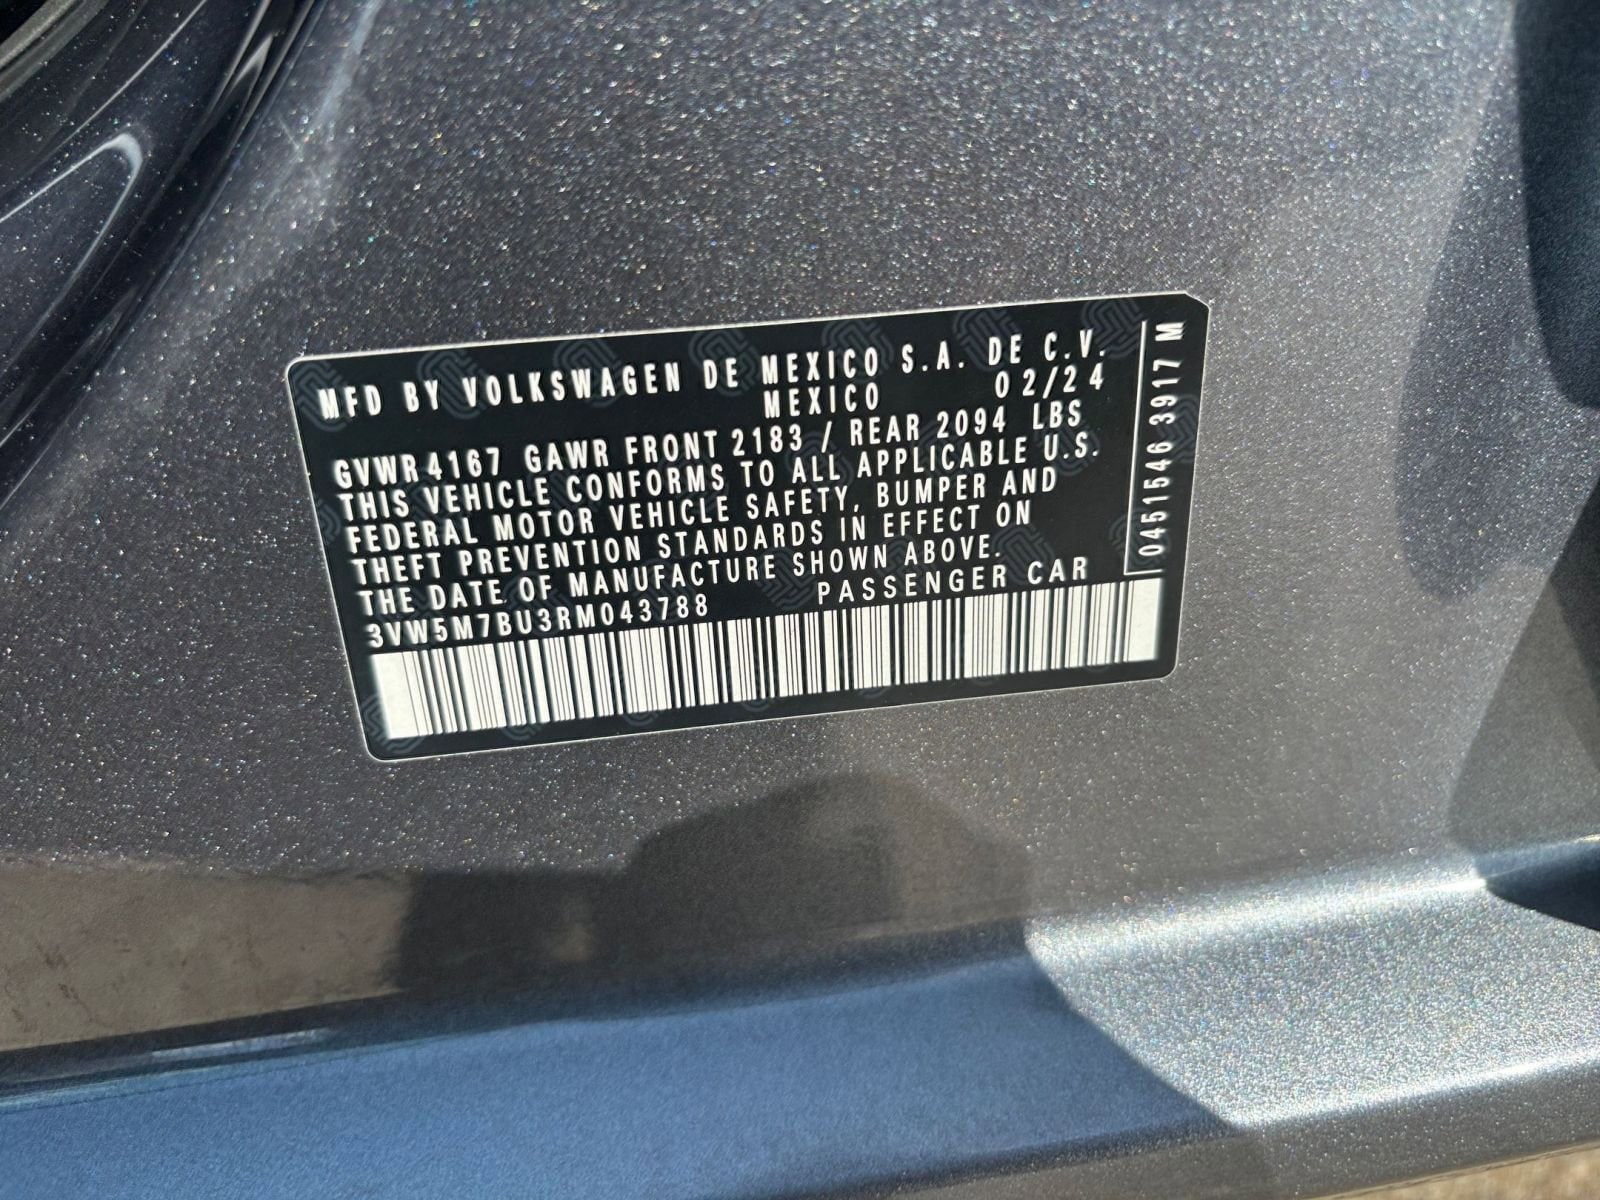 MFD BY VOLKSWAGEN DE MEXICO S.A. DE C.V.
MEXICO 02/24
GVWR 4167 GAWR FRONT 2183 / REAR 2094 LBS
THIS VEHICLE CONFORMS TO ALL APPLICABLE U.S.
FEDERAL MOTOR VEHICLE SAFETY, BUMPER AND
THEFT PREVENTION STANDARDS IN EFFECT ON
THE DATE OF MANUFACTURE SHOWN ABOVE.
3VW5M7BU3RM043788 PASSENGER CAR
0451546 3917 M